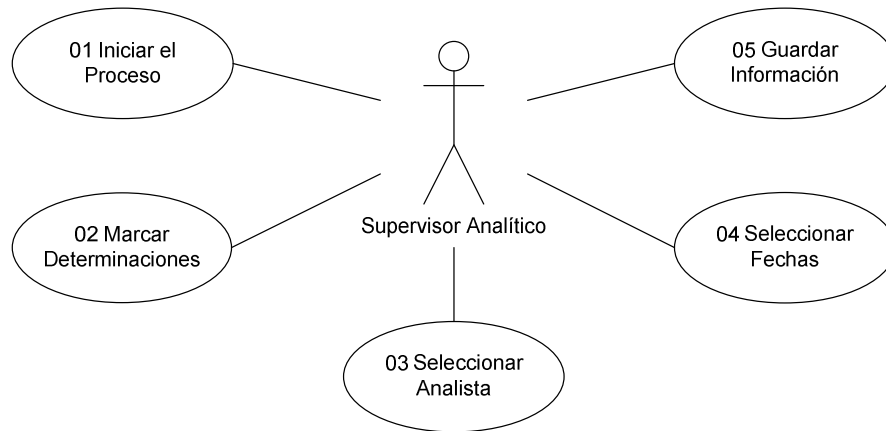 01 Iniciar el
Proceso
05 Guardar
Información
02 Marcar
Determinaciones
Supervisor Analítico
04 Seleccionar
Fechas
03 Seleccionar
Analista